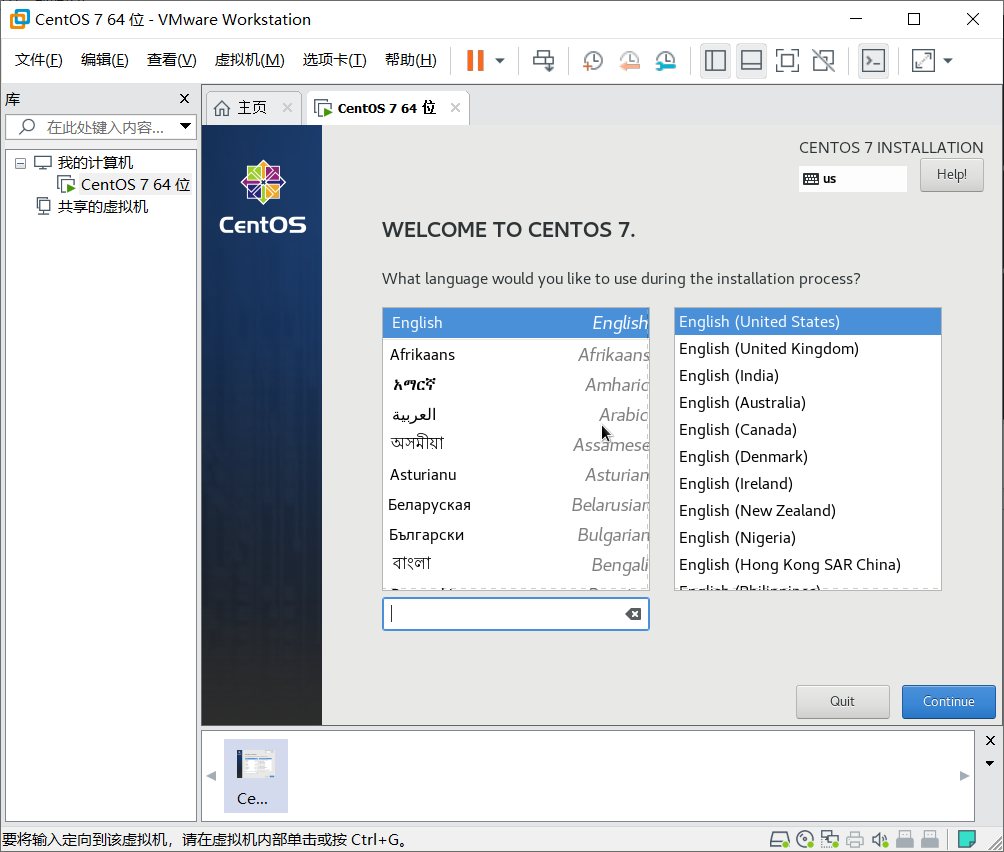 CentOS 7 64 位 - VMware Workstation
文件(F) 编辑(E) 查看(V) 虚拟机(M) 选项卡(T) 帮助(H)
库
在此处键入内容...
我的计算机
CentOS 7 64 位
共享的虚拟机
主页
CentOS 7 64 位
CentOS
CENTOS 7 INSTALLATION
us
Help!
WELCOME TO CENTOS 7.
What language would you like to use during the installation process?
English English
Afrikaans Afrikaans
አማርኛ Amharic
العربية Arabic
অসমীয়া Assamese
Asturianu Asturian
Беларуская Belarusian
Български Bulgarian
বাংলা Bengali
English (United States)
English (United Kingdom)
English (India)
English (Australia)
English (Canada)
English (Denmark)
English (Ireland)
English (New Zealand)
English (Nigeria)
English (Hong Kong SAR China)
English (Philippines)
Quit
Continue
Ce...
要将输入定向到该虚拟机，请在虚拟机内部单击或按 Ctrl+G。